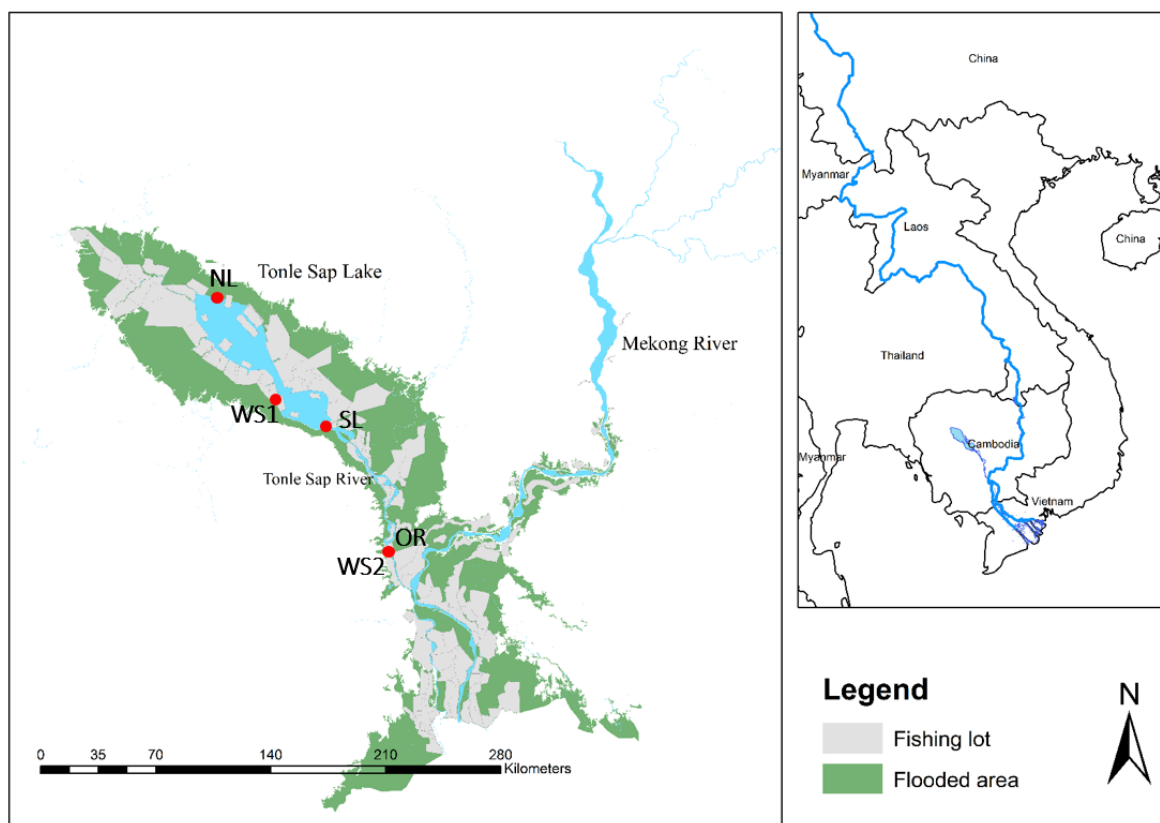 NL
Tonle Sap Lake
Mekong River
WS1
SL
Tonle Sap River
OR
WS2
0 35 70 140 210 280
Kilometers
China
Myanmar
Laos
China
Thailand
Cambodia
Myanmar
Vietnam
Legend
N
Fishing lot
Flooded area